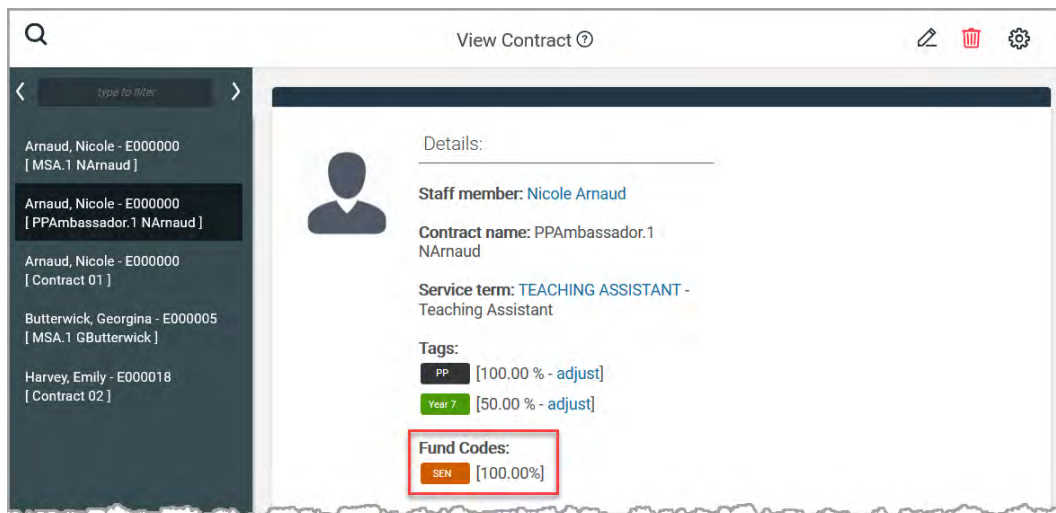 View Contract ?
type to filter
Arnaud, Nicole - E000000
[ MSA.1 NArnaud ]
Arnaud, Nicole - E000000
[ PPAmbassador.1 NArnaud ]
Arnaud, Nicole - E000000
[ Contract 01 ]
Butterwick, Georgina - E000005
[ MSA.1 GButterwick ]
Harvey, Emily - E000018
[ Contract 02 ]
Details:
Staff member: Nicole Arnaud
Contract name: PPAmbassador.1
NArnaud
Service term: TEACHING ASSISTANT -
Teaching Assistant
Tags:
PP [100.00 % - adjust]
Year 7 [50.00 % - adjust]
Fund Codes:
SEN [100.00%]